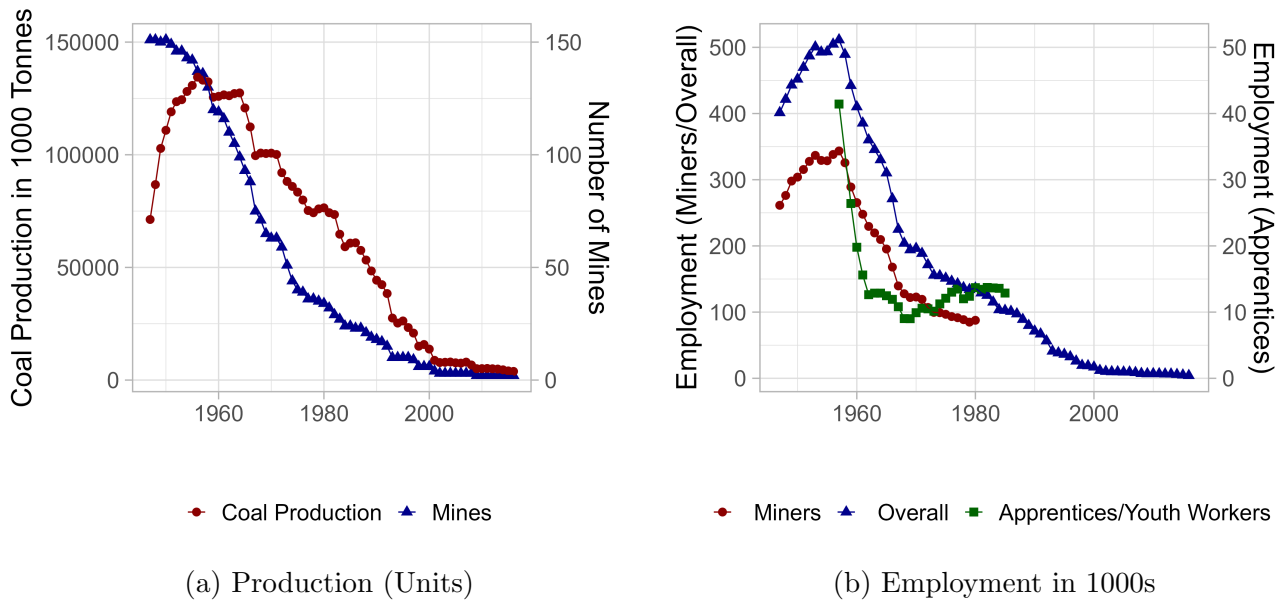 Coal Production in 1000 Tonnes
150000
100000
50000
0
150
100
50
0
Number of Mines
1960
1980
2000
Coal Production
Mines
(a) Production (Units)
Employment (Miners/Overall)
500
400
300
200
100
0
50
40
30
20
10
0
Employment (Apprentices)
1960
1980
2000
Miners
Overall
Apprentices/Youth Workers
(b) Employment in 1000s